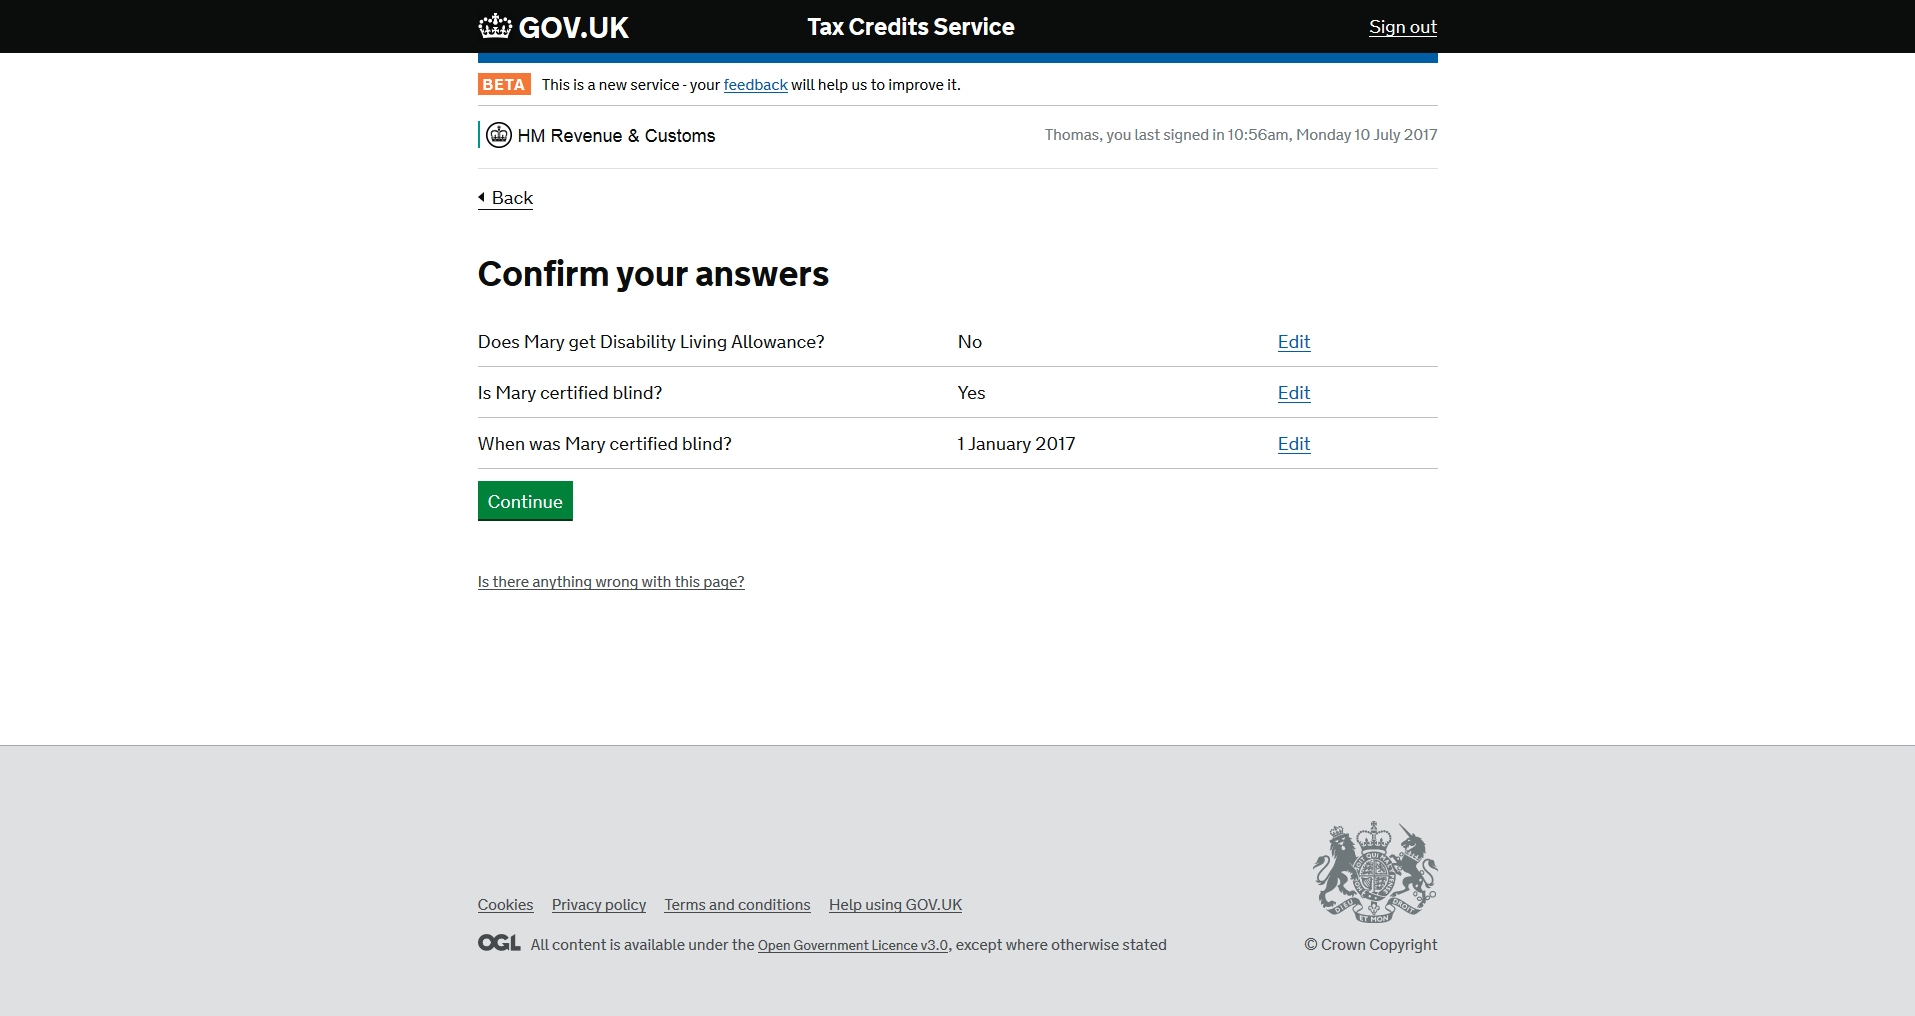 GOV.UK Tax Credits Service Sign out
BETA This is a new service - your feedback will help us to improve it.
HM Revenue & Customs Thomas, you last signed in 10:56am, Monday 10 July 2017
Back
Confirm your answers
Does Mary get Disability Living Allowance? No Edit
Is Mary certified blind? Yes Edit
When was Mary certified blind? 1 January 2017 Edit
Continue
Is there anything wrong with this page?
Cookies Privacy policy Terms and conditions Help using GOV.UK
OGL All content is available under the Open Government Licence v3.0, except where otherwise stated
DIEU ET MON DROIT
© Crown Copyright